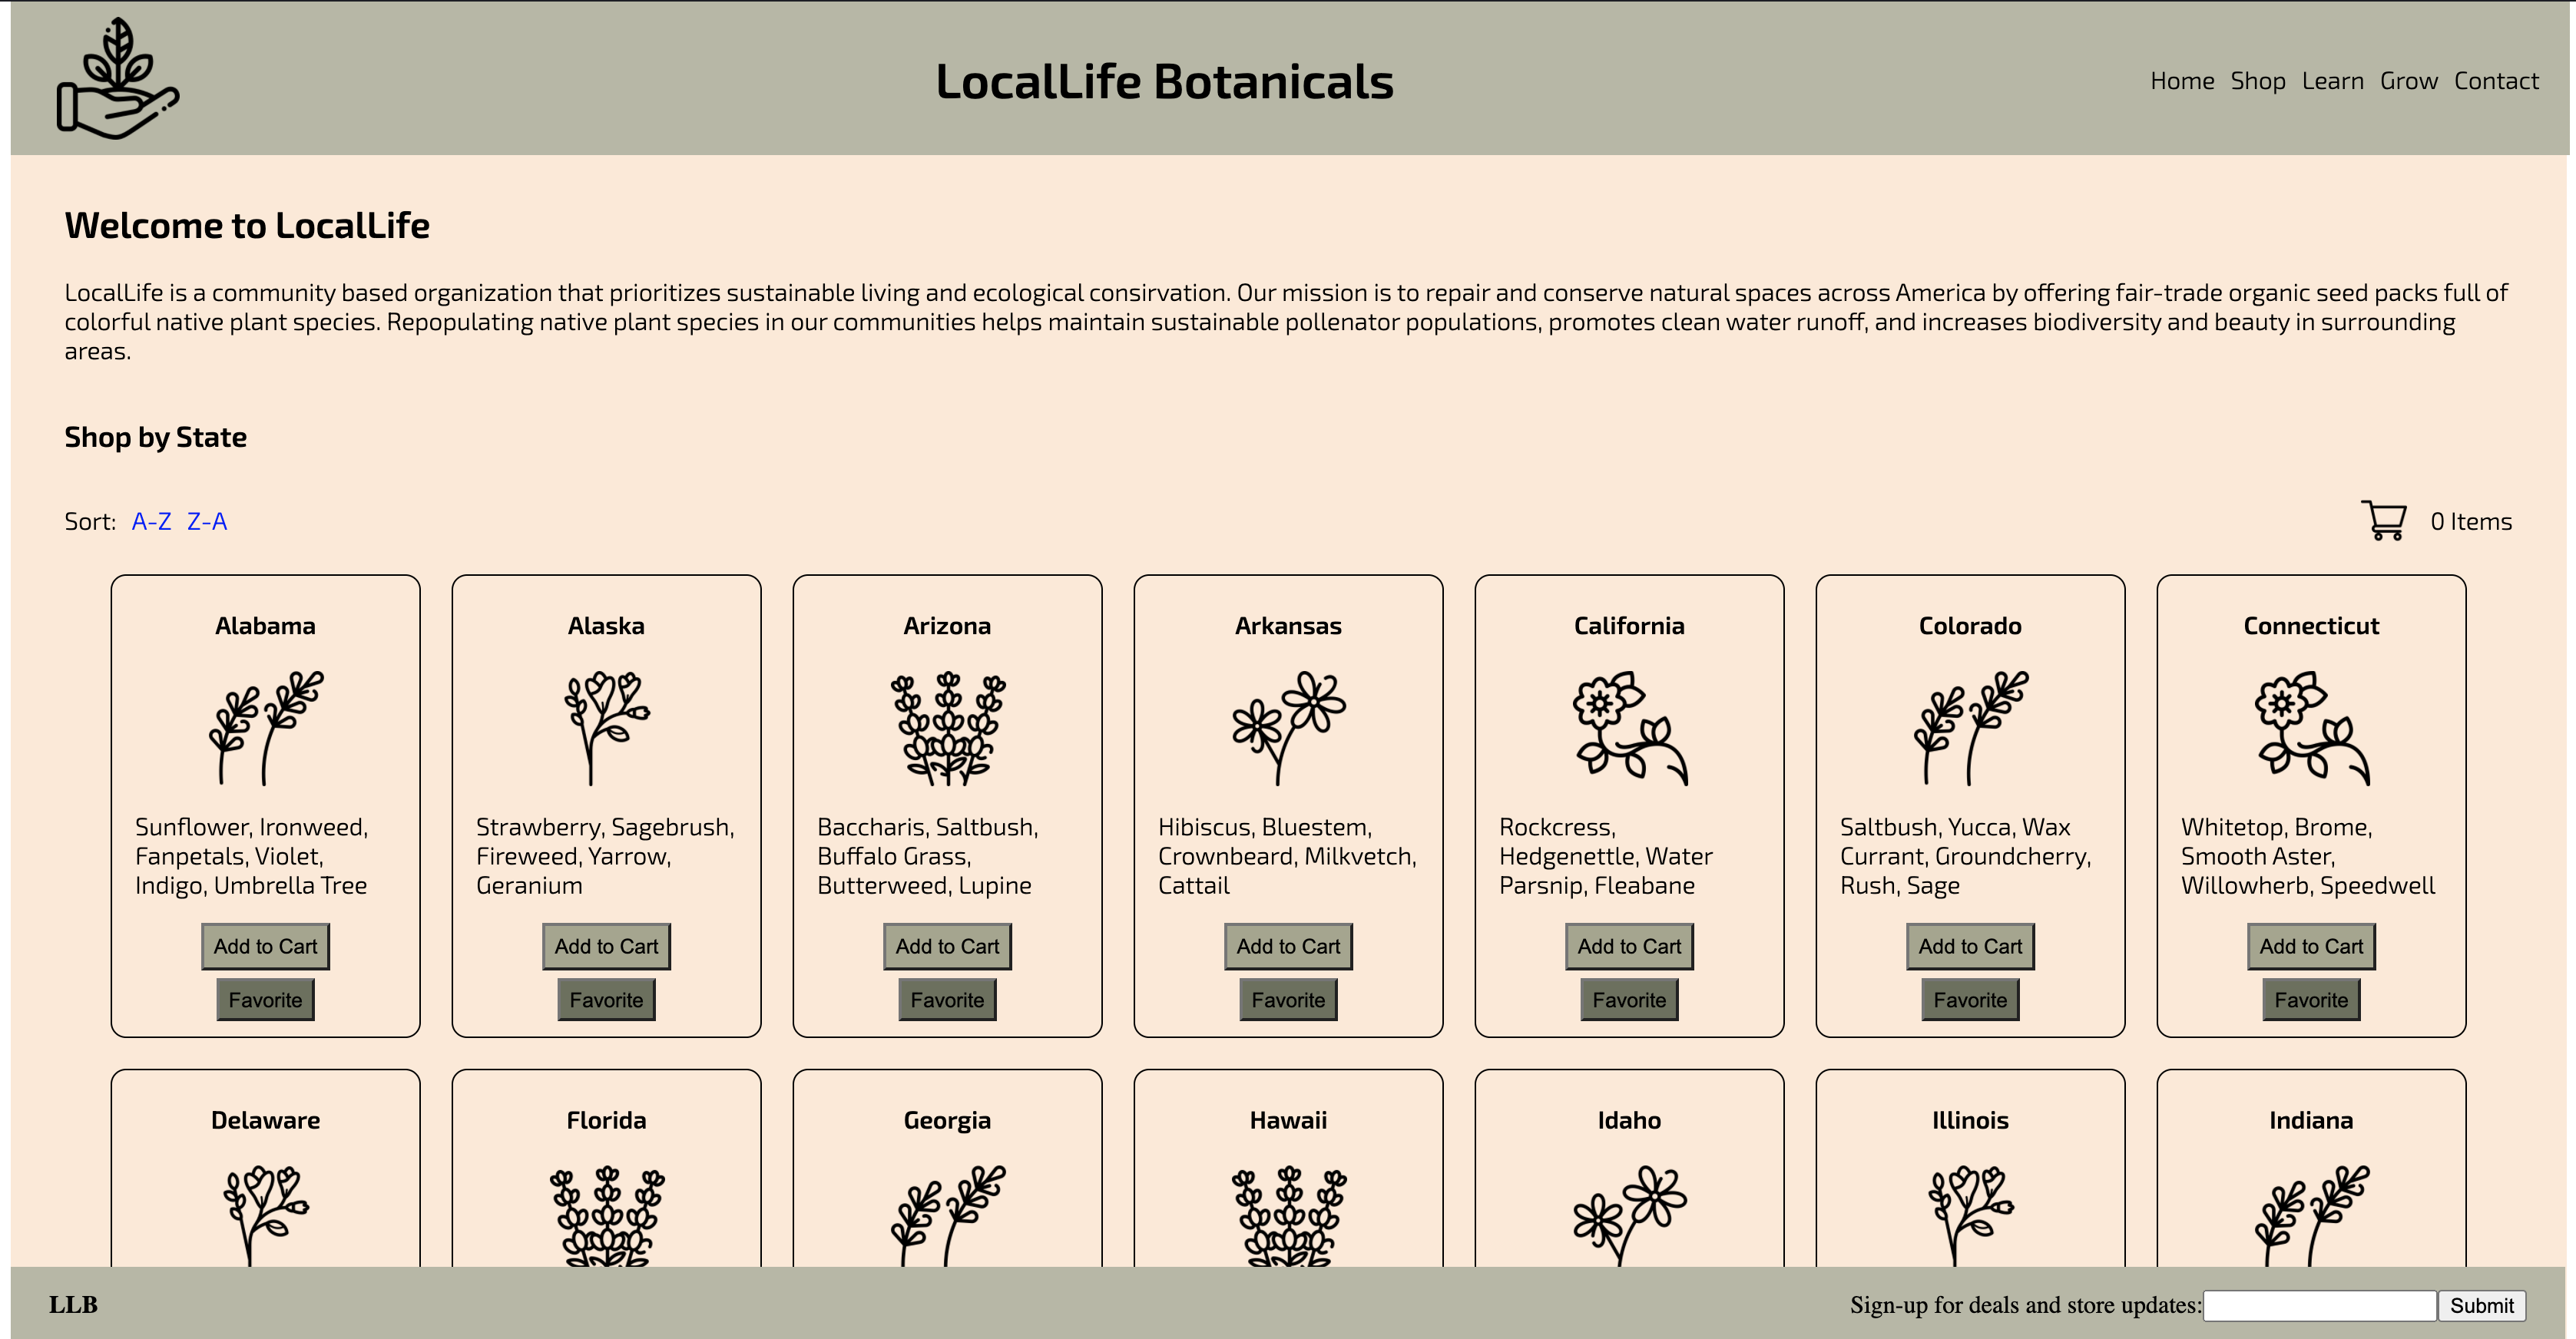 LocalLife Botanicals
Home Shop Learn Grow Contact
Welcome to LocalLife
LocalLife is a community based organization that prioritizes sustainable living and ecological consirvation. Our mission is to repair and conserve natural spaces across America by offering fair-trade organic seed packs full of
colorful native plant species. Repopulating native plant species in our communities helps maintain sustainable pollenator populations, promotes clean water runoff, and increases biodiversity and beauty in surrounding
areas.
Shop by State
Sort: A-Z Z-A
0 Items
Alabama
Sunflower, Ironweed,
Fanpetals, Violet,
Indigo, Umbrella Tree
Add to Cart
Favorite
Alaska
Strawberry, Sagebrush,
Fireweed, Yarrow,
Geranium
Add to Cart
Favorite
Arizona
Baccharis, Saltbush,
Buffalo Grass,
Butterweed, Lupine
Add to Cart
Favorite
Arkansas
Hibiscus, Bluestem,
Crownbeard, Milkvetch,
Cattail
Add to Cart
Favorite
California
Rockcress,
Hedgenettle, Water
Parsnip, Fleabane
Add to Cart
Favorite
Colorado
Saltbush, Yucca, Wax
Currant, Groundcherry,
Rush, Sage
Add to Cart
Favorite
Connecticut
Whitetop, Brome,
Smooth Aster,
Willowherb, Speedwell
Add to Cart
Favorite
Delaware
Florida
Georgia
Hawaii
Idaho
Illinois
Indiana
LLB
Sign-up for deals and store updates:
Submit